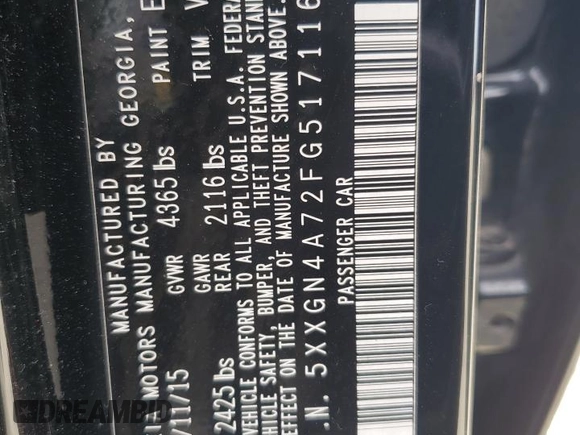 MANUFACTURED BY
MOTORS MANUFACTURING GEORGIA,
/11/15 GVWR 4365 lbs PAINT E
2425 lbs GAWR REAR 2116 lbs TRIM V
VEHICLE CONFORMS TO ALL APPLICABLE U.S.A. FEDERA
VEHICLE SAFETY, BUMPER, AND THEFT PREVENTION STAN
EFFECT ON THE DATE OF MANUFACTURE SHOWN ABOVE.
.N. 5XXGN4A72FG517116
PASSENGER CAR
DREAMBID